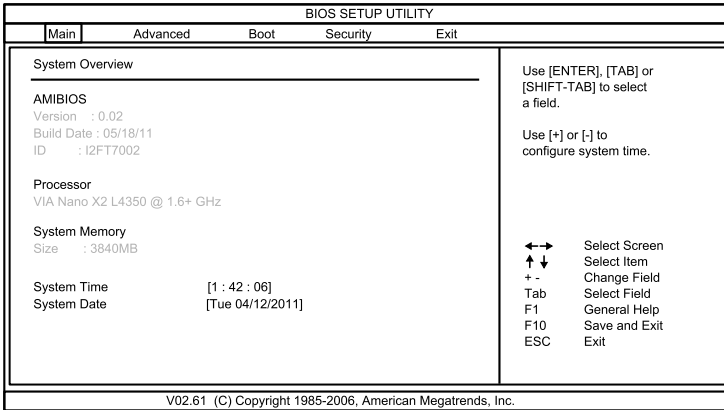 BIOS SETUP UTILITY
Main Advanced Boot Security Exit
System Overview
AMIBIOS
Version : 0.02
Build Date : 05/18/11
ID : I2FT7002
Processor
VIA Nano X2 L4350 @ 1.6+ GHz
System Memory
Size : 3840MB
System Time [1 : 42 : 06]
System Date [Tue 04/12/2011]
Use [ENTER], [TAB] or
[SHIFT-TAB] to select
a field.
Use [+] or [-] to
configure system time.
←→ Select Screen
↑ ↓ Select Item
+ - Change Field
Tab Select Field
F1 General Help
F10 Save and Exit
ESC Exit
V02.61 (C) Copyright 1985-2006, American Megatrends, Inc.